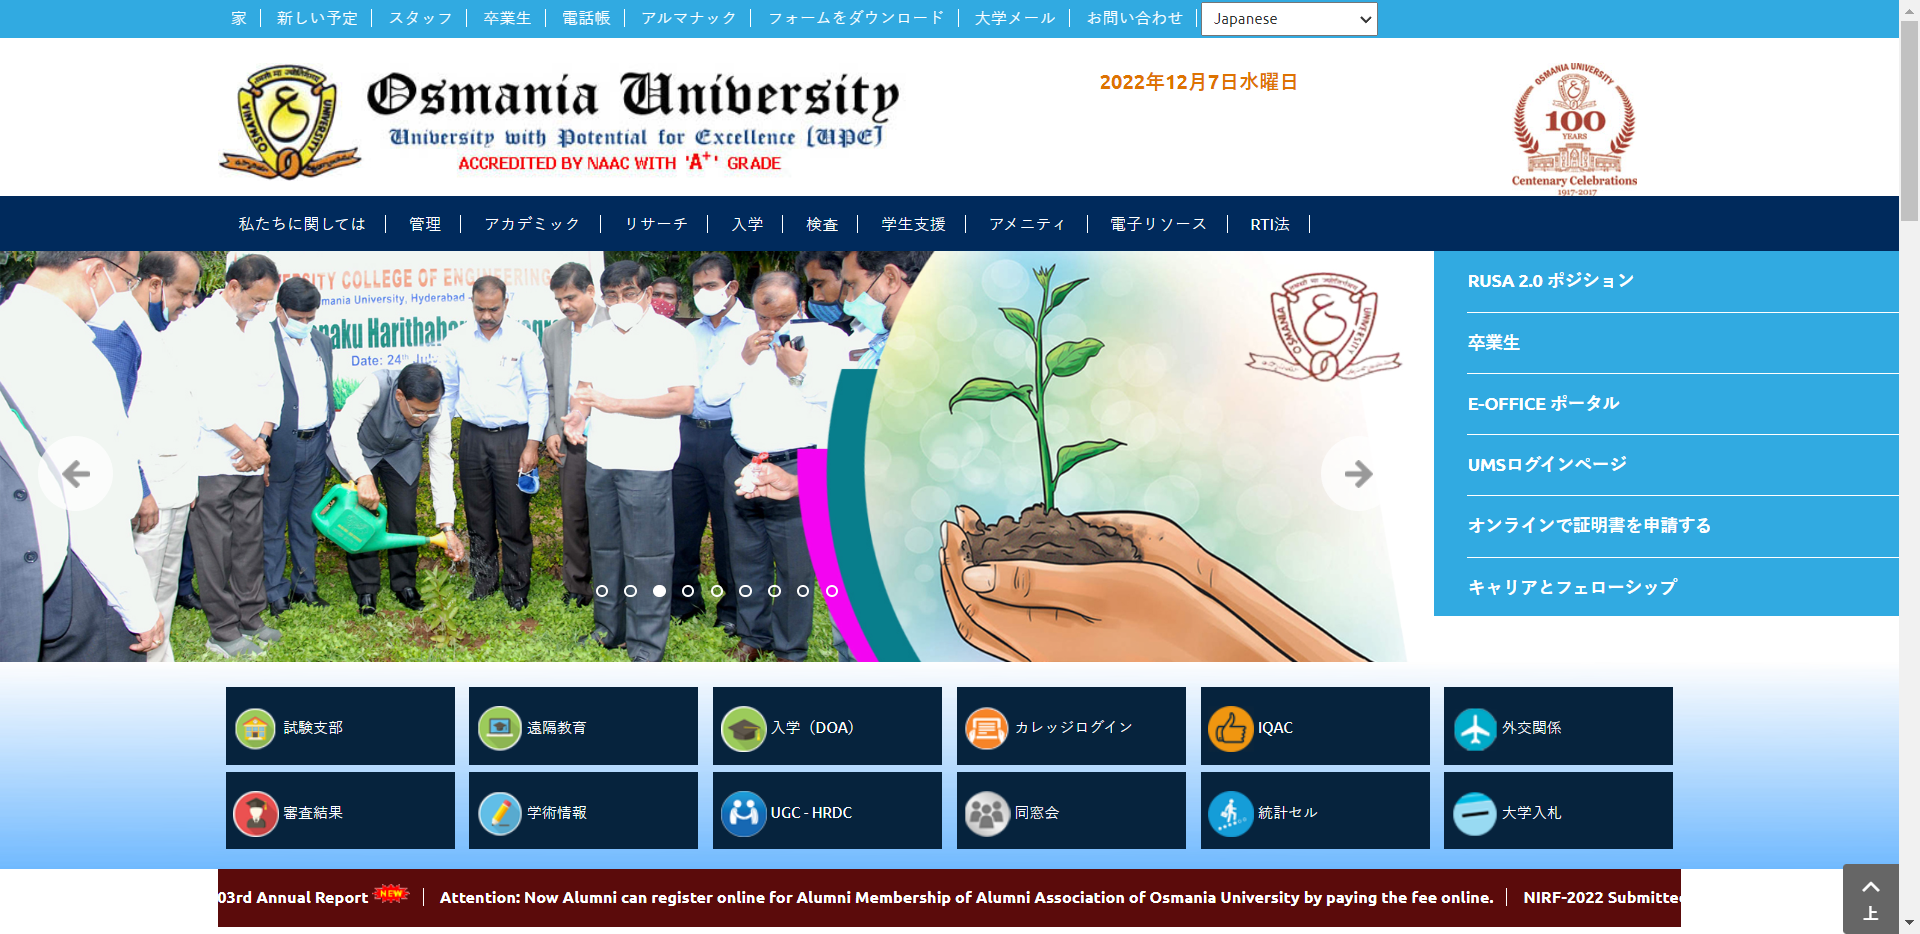 家 新しい予定 スタッフ 卒業生 電話帳 アルマナック フォームをダウンロード 大学メール お問い合わせ Japanese
Osmania University
University with Potential for Excellence [UPE]
ACCREDITED BY NAAC WITH 'A+' GRADE
2022年12月7日水曜日
OSMANIA UNIVERSITY
100
YEARS
Centenary Celebrations
1917-2017
私たちに関しては 管理 アカデミック リサーチ 入学 検査 学生支援 アメニティ 電子リソース RTI法
COLLEGE OF ENGINEERING
mania University, Hyderabad
Date: 24th
OSMANIA UNIVERSITY
RUSA 2.0 ポジション
卒業生
E-OFFICE ポータル
UMSログインページ
オンラインで証明書を申請する
キャリアとフェローシップ
試験支部 遠隔教育 入学（DOA） カレッジログイン IQAC 外交関係
審査結果 学術情報 UGC - HRDC 同窓会 統計セル 大学入札
03rd Annual Report NEW Attention: Now Alumni can register online for Alumni Membership of Alumni Association of Osmania University by paying the fee online. NIRF-2022 Submitte
上